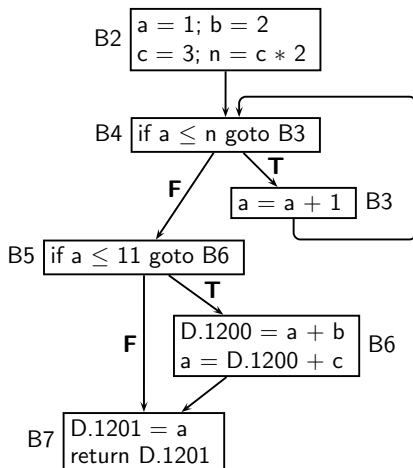 B2
a = 1; b = 2
c = 3; n = c ∗ 2
B4
if a ≤ n goto B3
F
T
a = a + 1
B3
B5
if a ≤ 11 goto B6
F
T
D.1200 = a + b
a = D.1200 + c
B6
B7
D.1201 = a
return D.1201